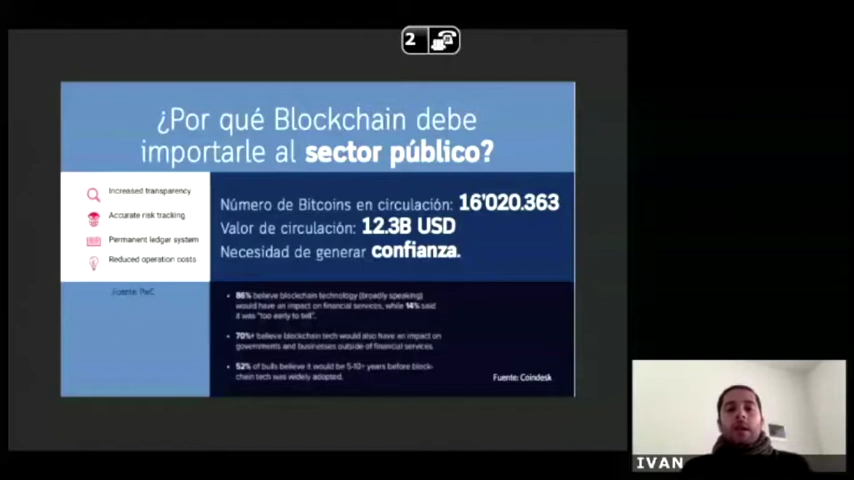 2
¿Por qué Blockchain debe
importarle al sector público?
Increased transparency
Accurate risk tracking
Permanent ledger system
Reduced operation costs
Fuente: PwC
Número de Bitcoins en circulación: 16'020.363
Valor de circulación: 12.3B USD
Necesidad de generar confianza.
• 86% believe blockchain technology (broadly speaking)
would have an impact on financial services, while 14% said
it was "too early to tell".
• 70%+ believe blockchain tech would also have an impact on
governments and businesses outside of financial services.
• 52% of bulls believe it would be 5-10+ years before block-
chain tech was widely adopted.
Fuente: Coindesk
IVAN